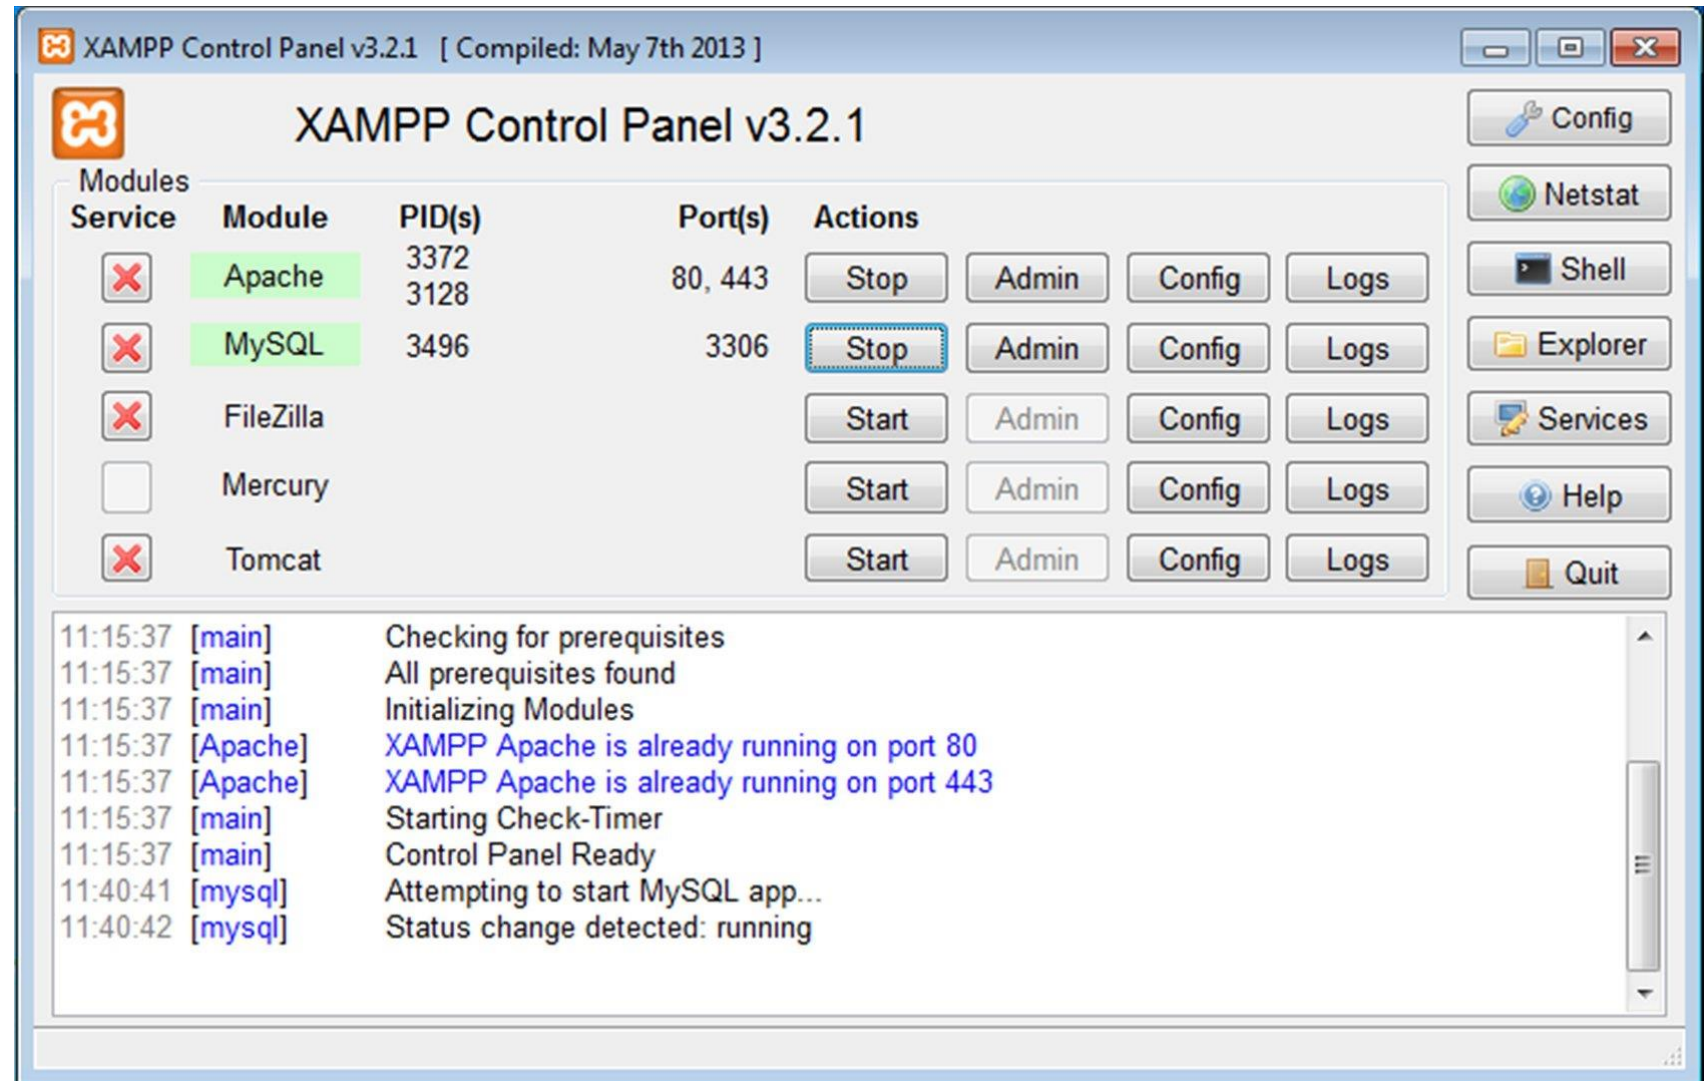 XAMPP Control Panel v3.2.1 [ Compiled: May 7th 2013 ]
XAMPP Control Panel v3.2.1
Config
Modules
Netstat
Service Module PID(s) Port(s) Actions
Apache 3372 3128 80, 443 Stop Admin Config Logs
Shell
MySQL 3496 3306 Stop Admin Config Logs
Explorer
FileZilla Start Admin Config Logs
Services
Mercury Start Admin Config Logs
Help
Tomcat Start Admin Config Logs
Quit
11:15:37 [main] Checking for prerequisites
11:15:37 [main] All prerequisites found
11:15:37 [main] Initializing Modules
11:15:37 [Apache] XAMPP Apache is already running on port 80
11:15:37 [Apache] XAMPP Apache is already running on port 443
11:15:37 [main] Starting Check-Timer
11:15:37 [main] Control Panel Ready
11:40:41 [mysql] Attempting to start MySQL app...
11:40:42 [mysql] Status change detected: running